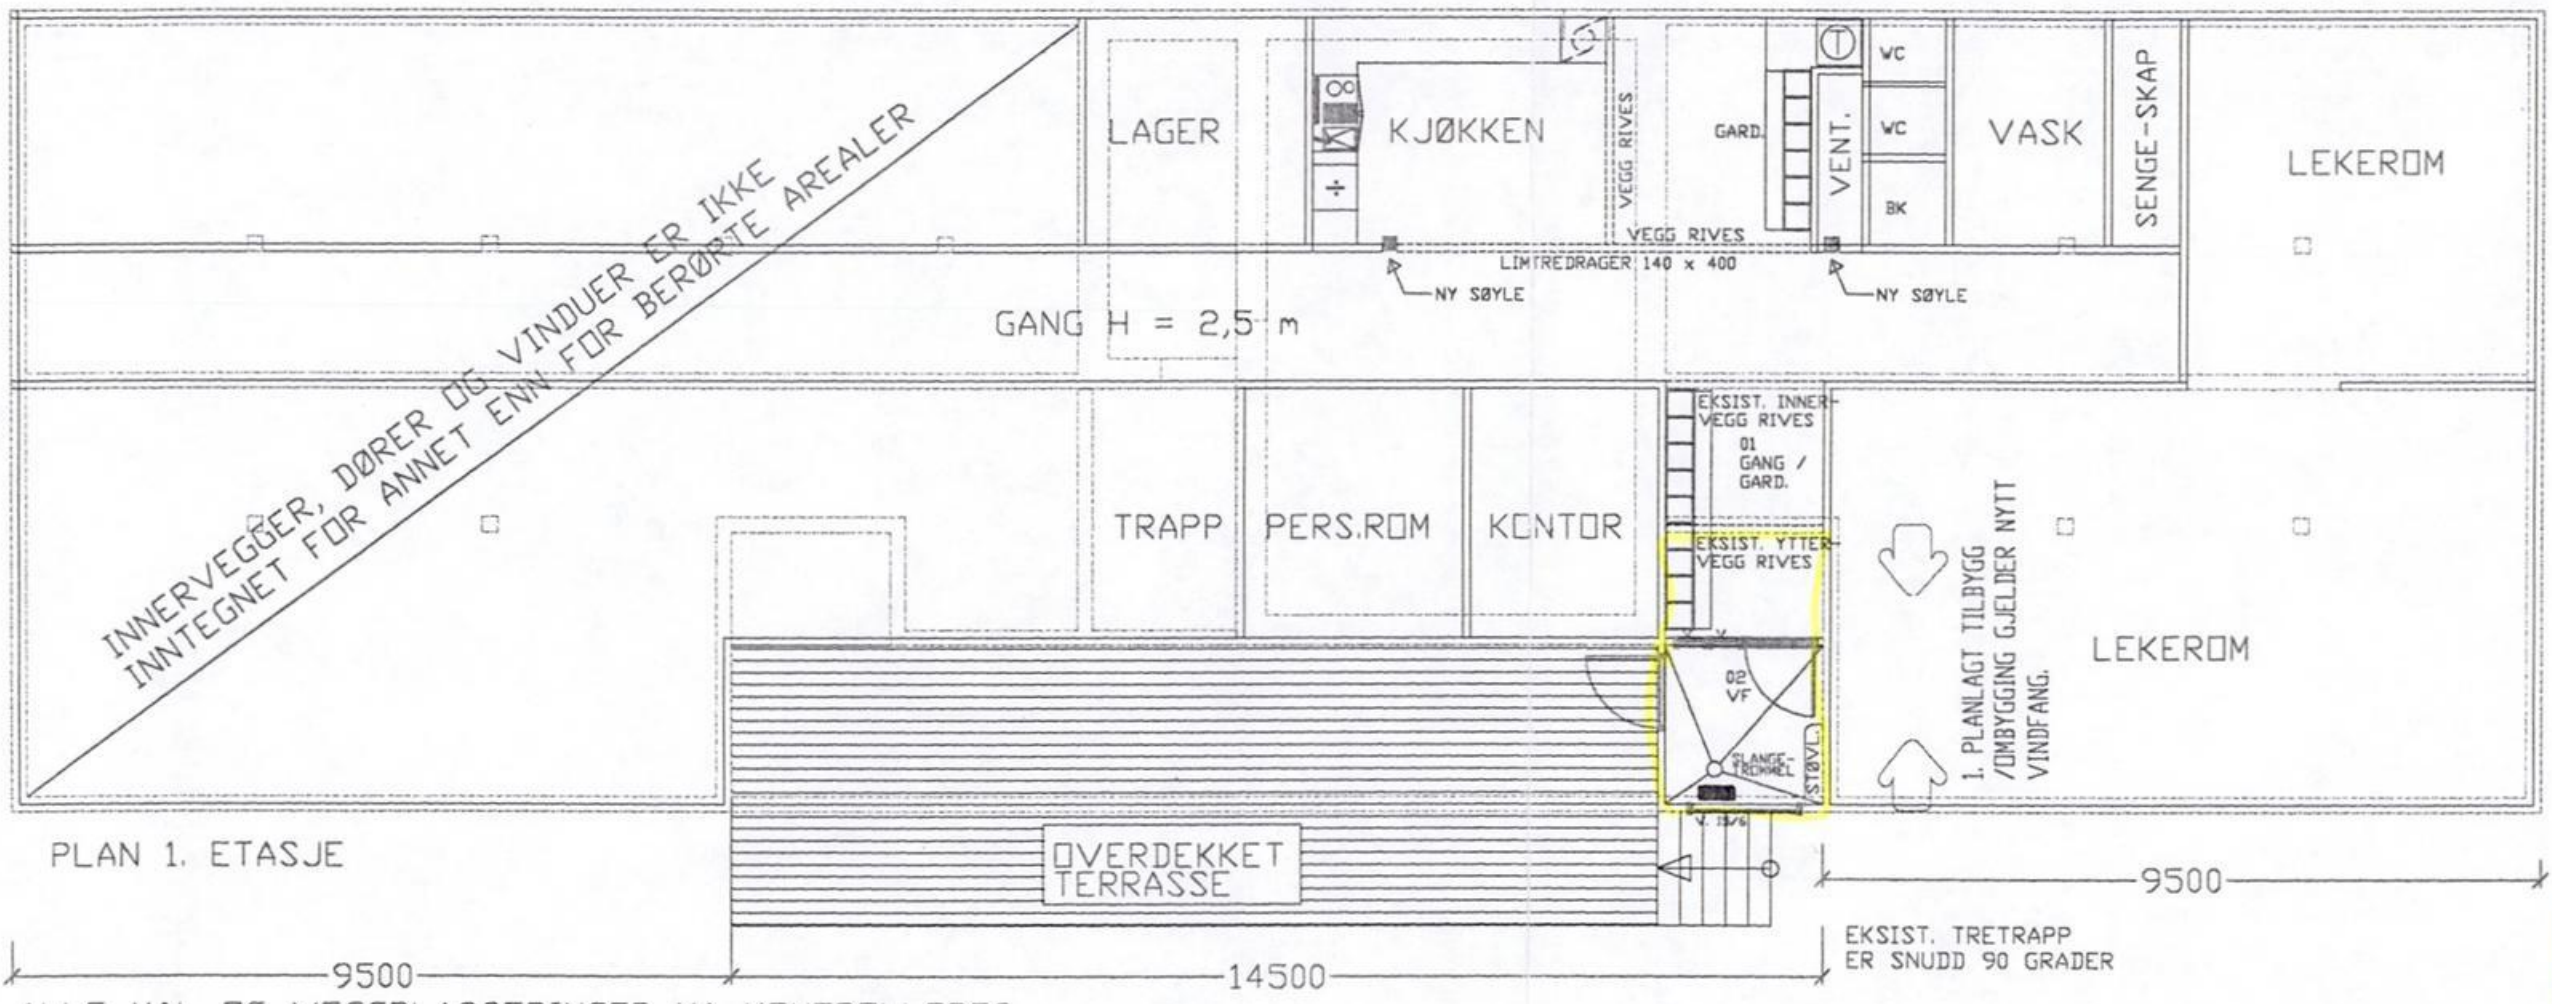 INNERVEGGER, DØRER OG VINDUER ER IKKE
INNTEGNET FOR ANNET ENN FOR BERØRTE AREALER
LAGER
KJØKKEN
VEGG RIVES
GARD.
T
VENT.
WC
WC
BK
VASK
SENGE-SKAP
LEKEROM
VEGG RIVES
LIMTREDRAGER 140 x 400
NY SØYLE
NY SØYLE
GANG H = 2,5 m
TRAPP
PERS.ROM
KONTOR
EKSIST. INNER-
VEGG RIVES
01
GANG /
GARD.
EKSIST. YTTER-
VEGG RIVES
02
VF
SLANGE-
TROMMEL
STØVL.
V. 15/6
1. PLANLAGT TILBYGG
/OMBYGGING GJELDER NYTT
VINDFANG.
LEKEROM
PLAN 1. ETASJE
OVERDEKKET
TERRASSE
9500
EKSIST. TRETRAPP
ER SNUDD 90 GRADER
9500
14500